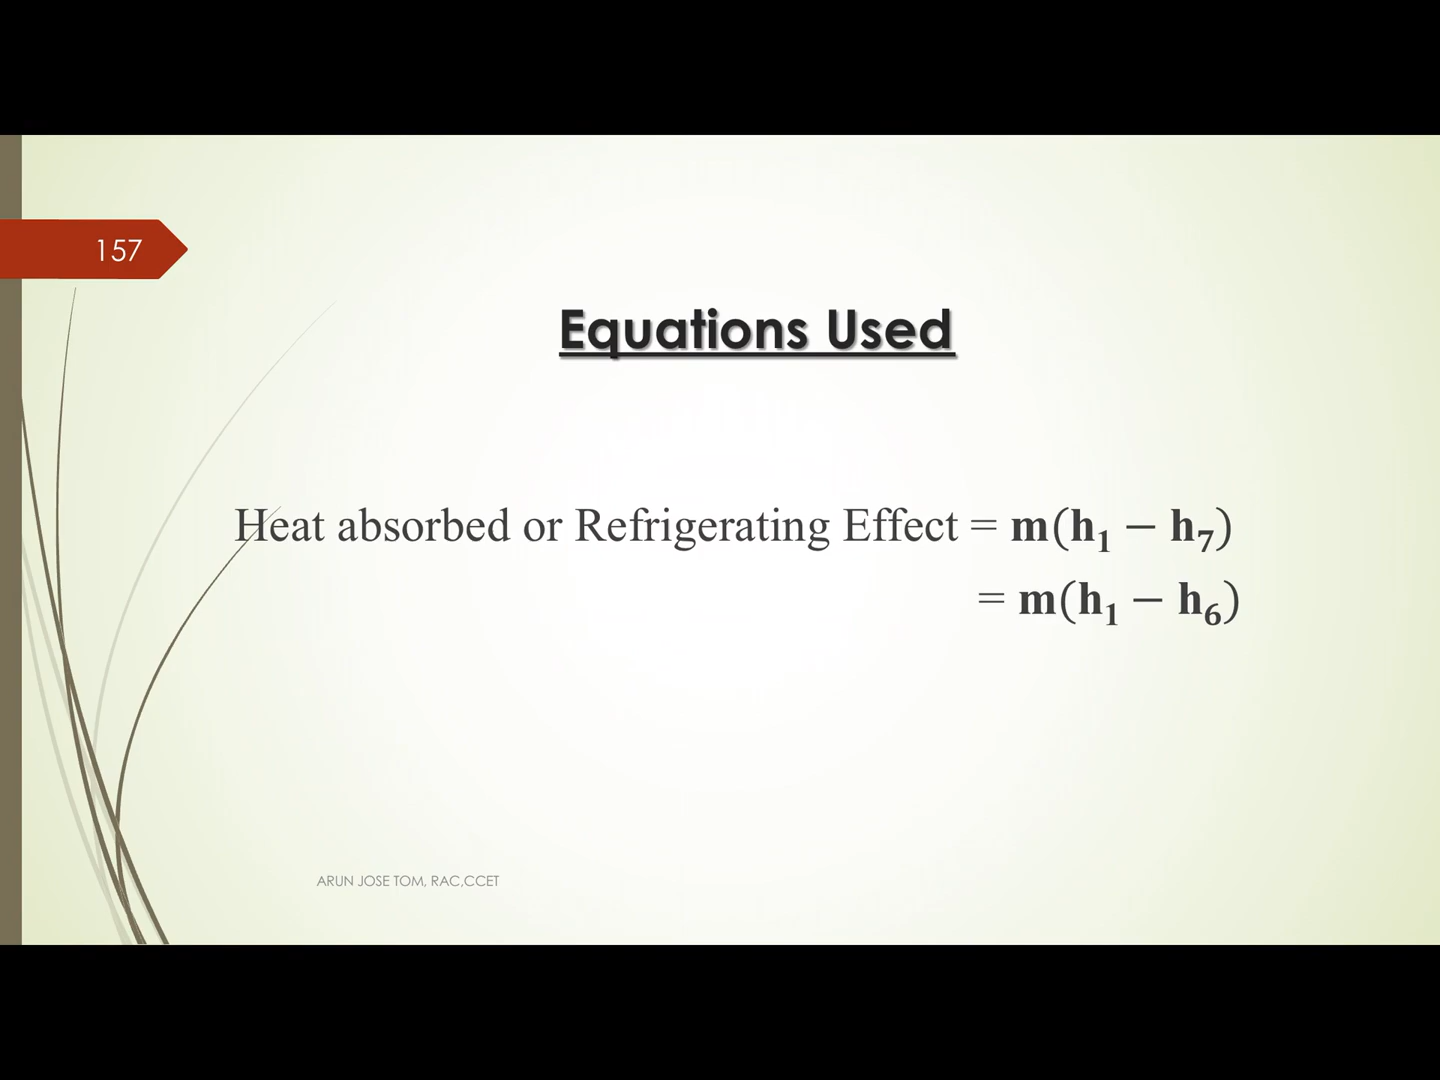 157
Equations Used
Heat absorbed or Refrigerating Effect = m(h₁ − h₇)
= m(h₁ − h₆)
ARUN JOSE TOM, RAC,CCET